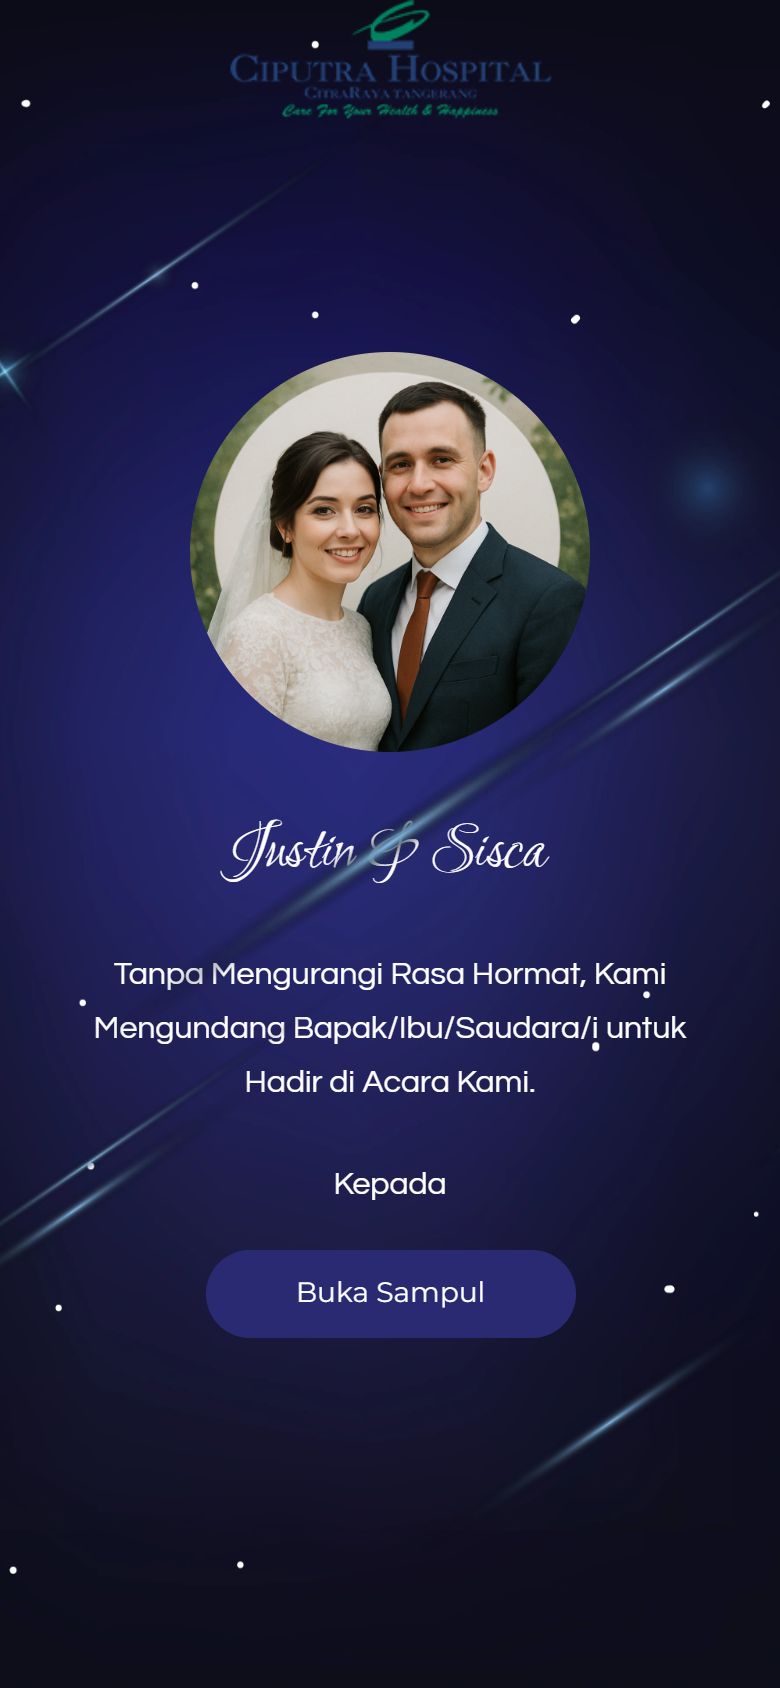 CIPUTRA HOSPITAL
CITRARAYA TANGERANG
Care For Your Health & Happiness
Justin & Sisca
Tanpa Mengurangi Rasa Hormat, Kami
Mengundang Bapak/Ibu/Saudara/i untuk
Hadir di Acara Kami.
Kepada
Buka Sampul